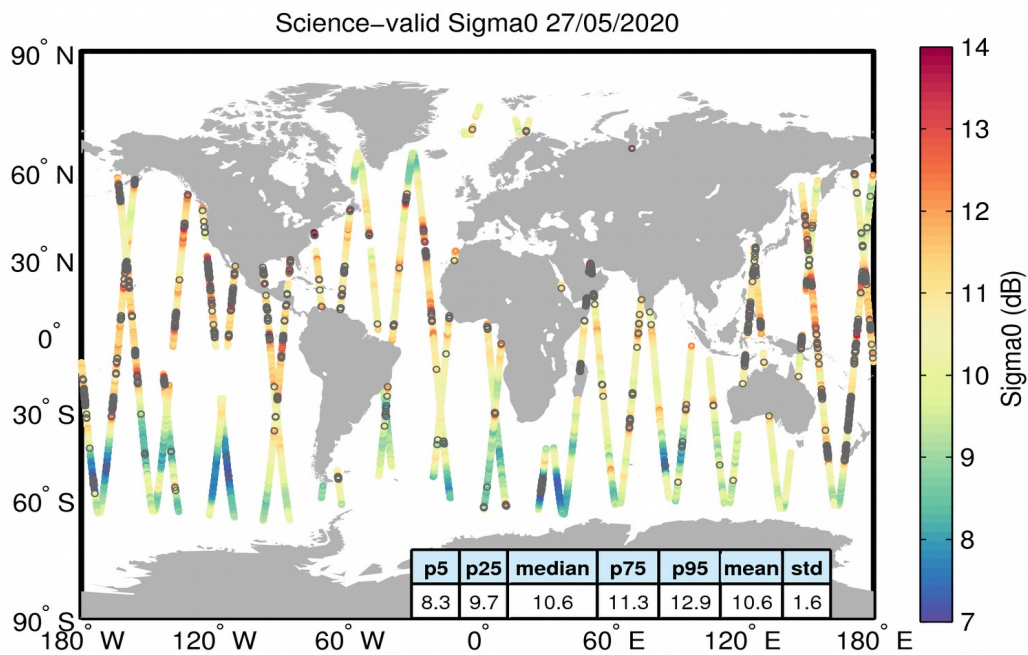 Science−valid Sigma0 27/05/2020
90° N
60° N
30° N
0°
30° S
60° S
90° S
180° W
120° W
60° W
0°
60° E
120° E
180° E
14
13
12
11
10
9
8
7
Sigma0 (dB)
p5 p25 median p75 p95 mean std
8.3 9.7 10.6 11.3 12.9 10.6 1.6